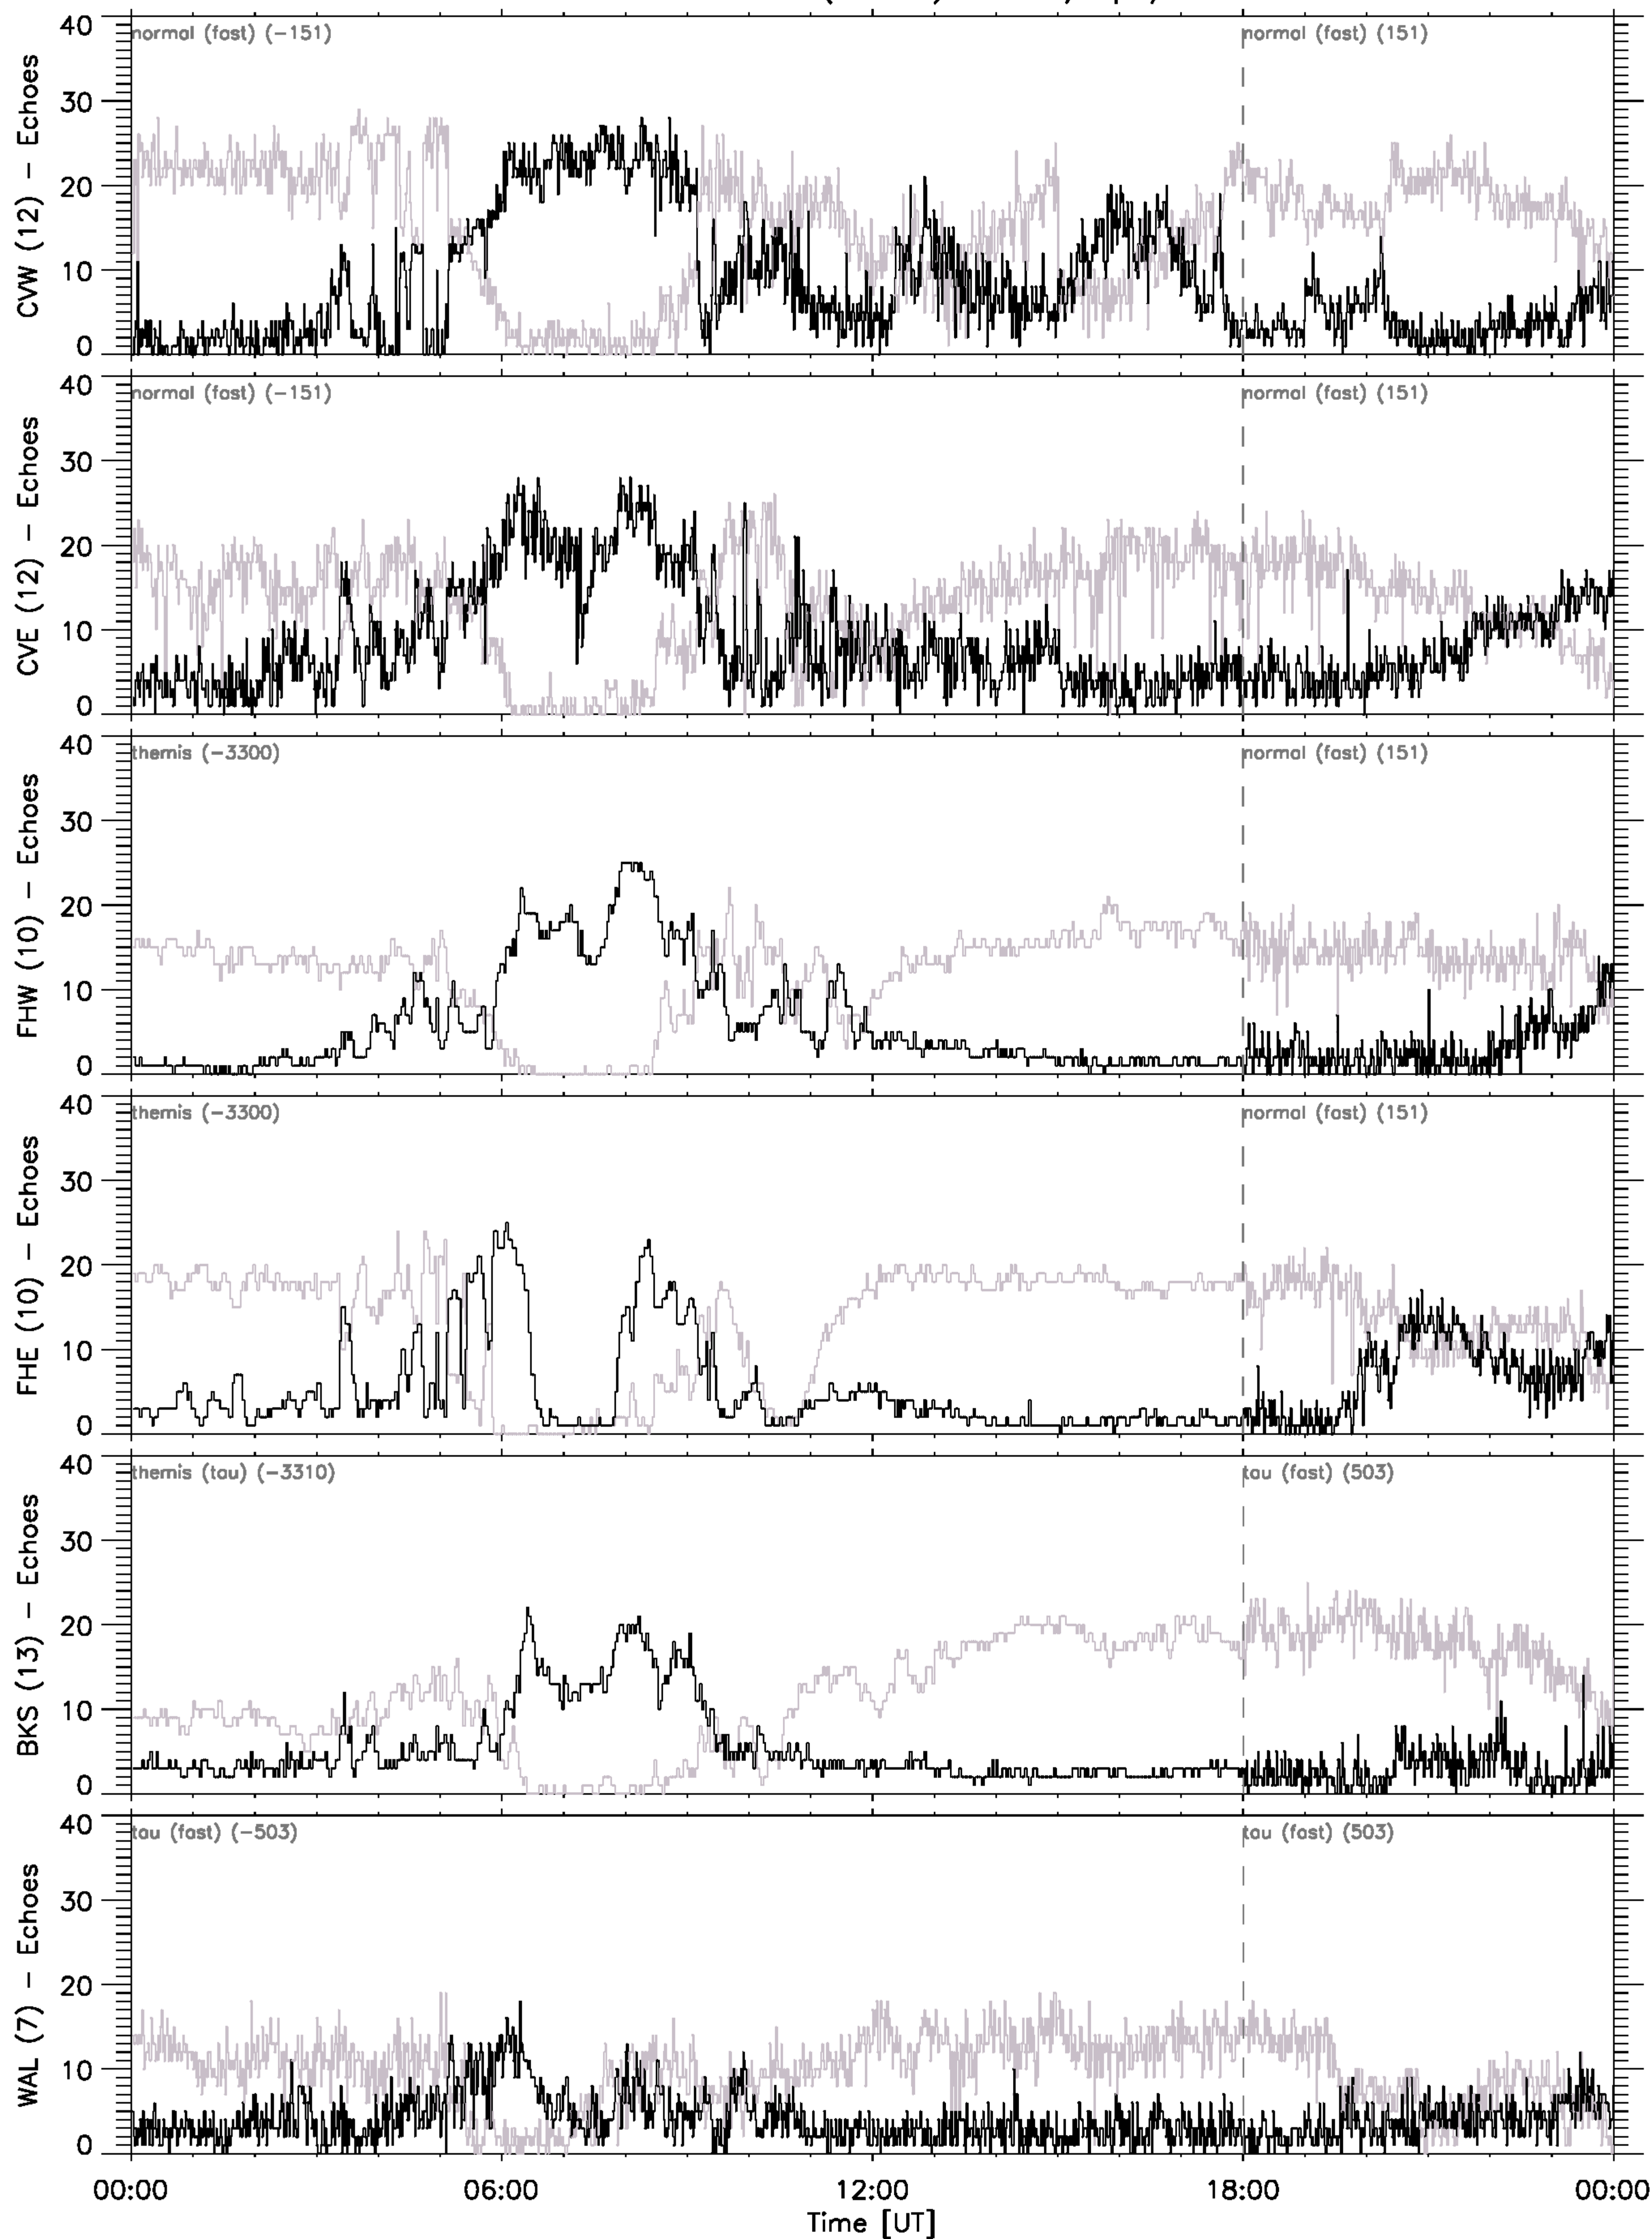 40 normal (fast) (-151) normal (fast) (151)
30
20
10
0
CVW (12) - Echoes
40 normal (fast) (-151) normal (fast) (151)
30
20
10
0
CVE (12) - Echoes
40 themis (-3300) normal (fast) (151)
30
20
10
0
FHW (10) - Echoes
40 themis (-3300) normal (fast) (151)
30
20
10
0
FHE (10) - Echoes
40 themis (tau) (-3310) tau (fast) (503)
30
20
10
0
BKS (13) - Echoes
40 tau (fast) (-503) tau (fast) (503)
30
20
10
0
WAL (7) - Echoes
00:00 06:00 12:00 18:00 00:00
Time [UT]